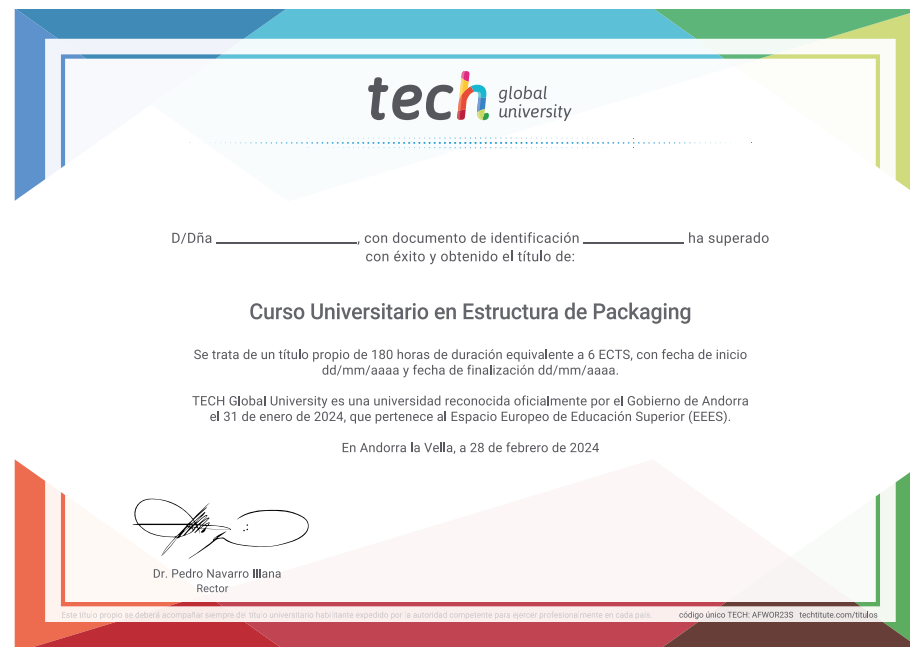 tech global university
D/Dña ____________________, con documento de identificación ______________ ha superado
con éxito y obtenido el título de:
Curso Universitario en Estructura de Packaging
Se trata de un título propio de 180 horas de duración equivalente a 6 ECTS, con fecha de inicio
dd/mm/aaaa y fecha de finalización dd/mm/aaaa.
TECH Global University es una universidad reconocida oficialmente por el Gobierno de Andorra
el 31 de enero de 2024, que pertenece al Espacio Europeo de Educación Superior (EEES).
En Andorra la Vella, a 28 de febrero de 2024
Dr. Pedro Navarro Illana
Rector
Este título propio se deberá acompañar siempre del título universitario habilitante expedido por la autoridad competente para ejercer profesionalmente en cada país. código único TECH: AFWOR23S techtitute.com/titulos